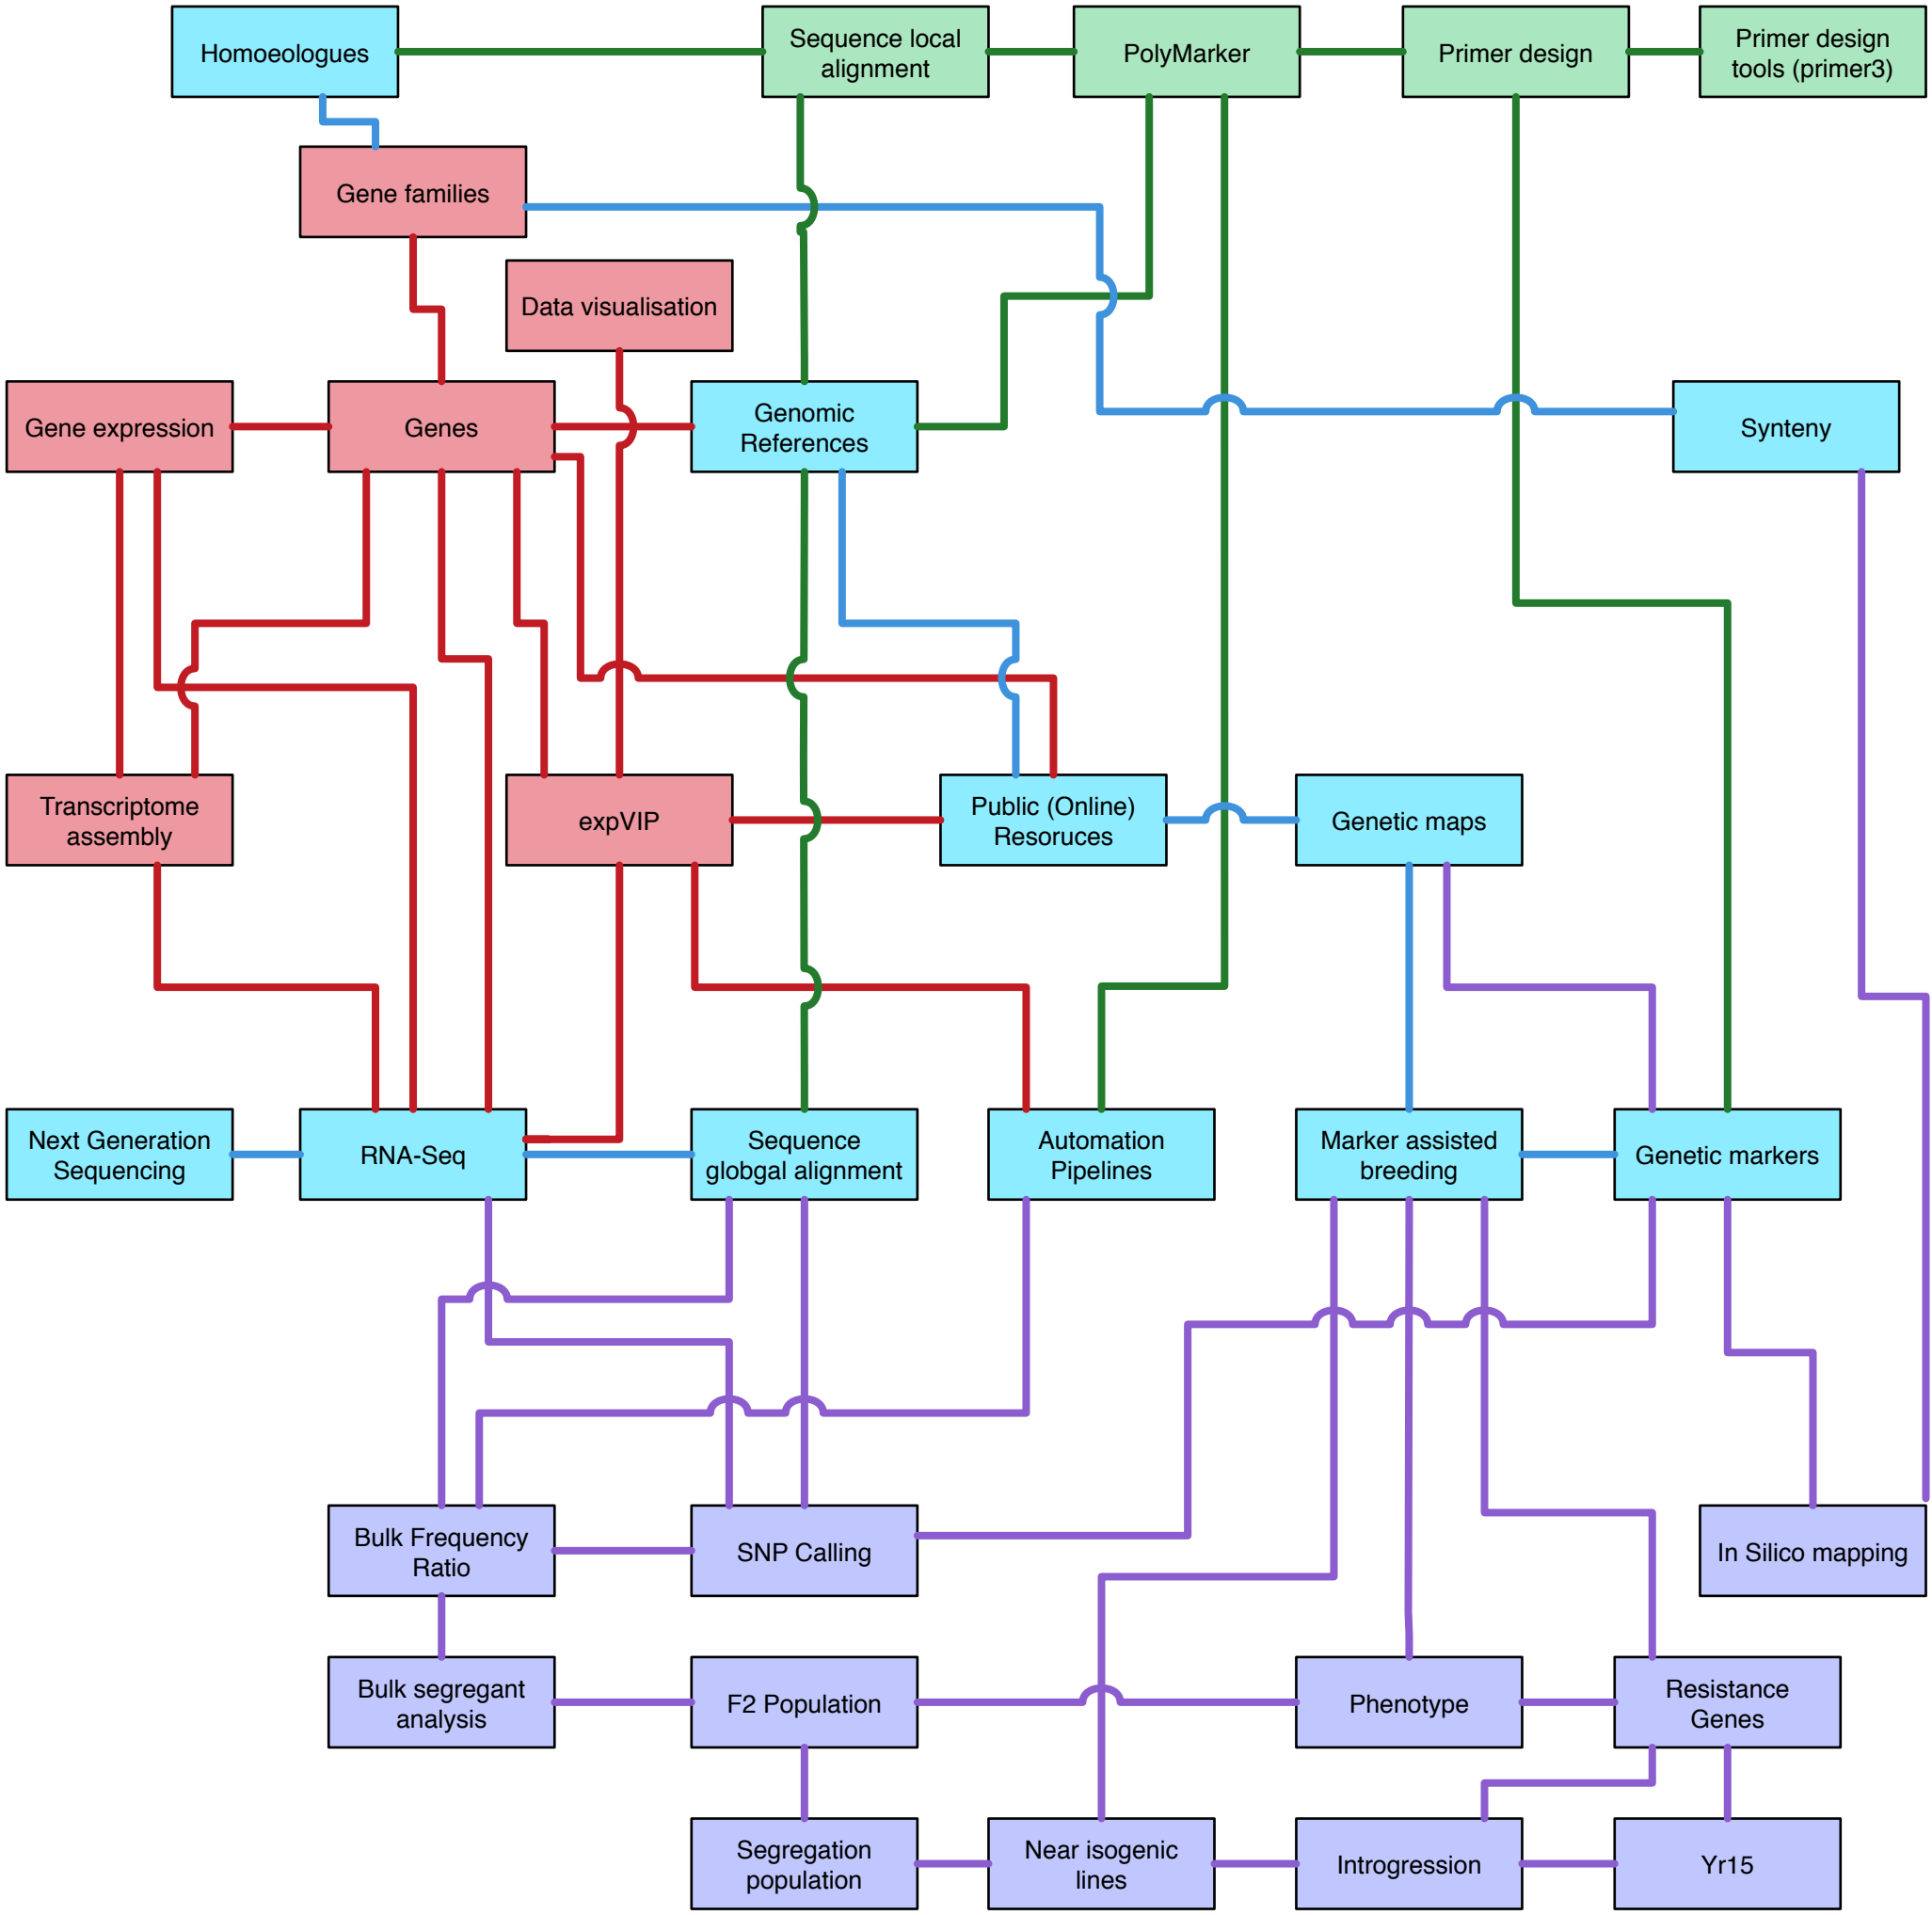 Homoeologues
Sequence local
alignment
PolyMarker
Primer design
Primer design
tools (primer3)
Gene families
Data visualisation
Gene expression
Genes
Genomic
References
Synteny
Transcriptome
assembly
expVIP
Public (Online)
Resoruces
Genetic maps
Next Generation
Sequencing
RNA-Seq
Sequence
globgal alignment
Automation
Pipelines
Marker assisted
breeding
Genetic markers
Bulk Frequency
Ratio
SNP Calling
In Silico mapping
Bulk segregant
analysis
F2 Population
Phenotype
Resistance
Genes
Segregation
population
Near isogenic
lines
Introgression
Yr15